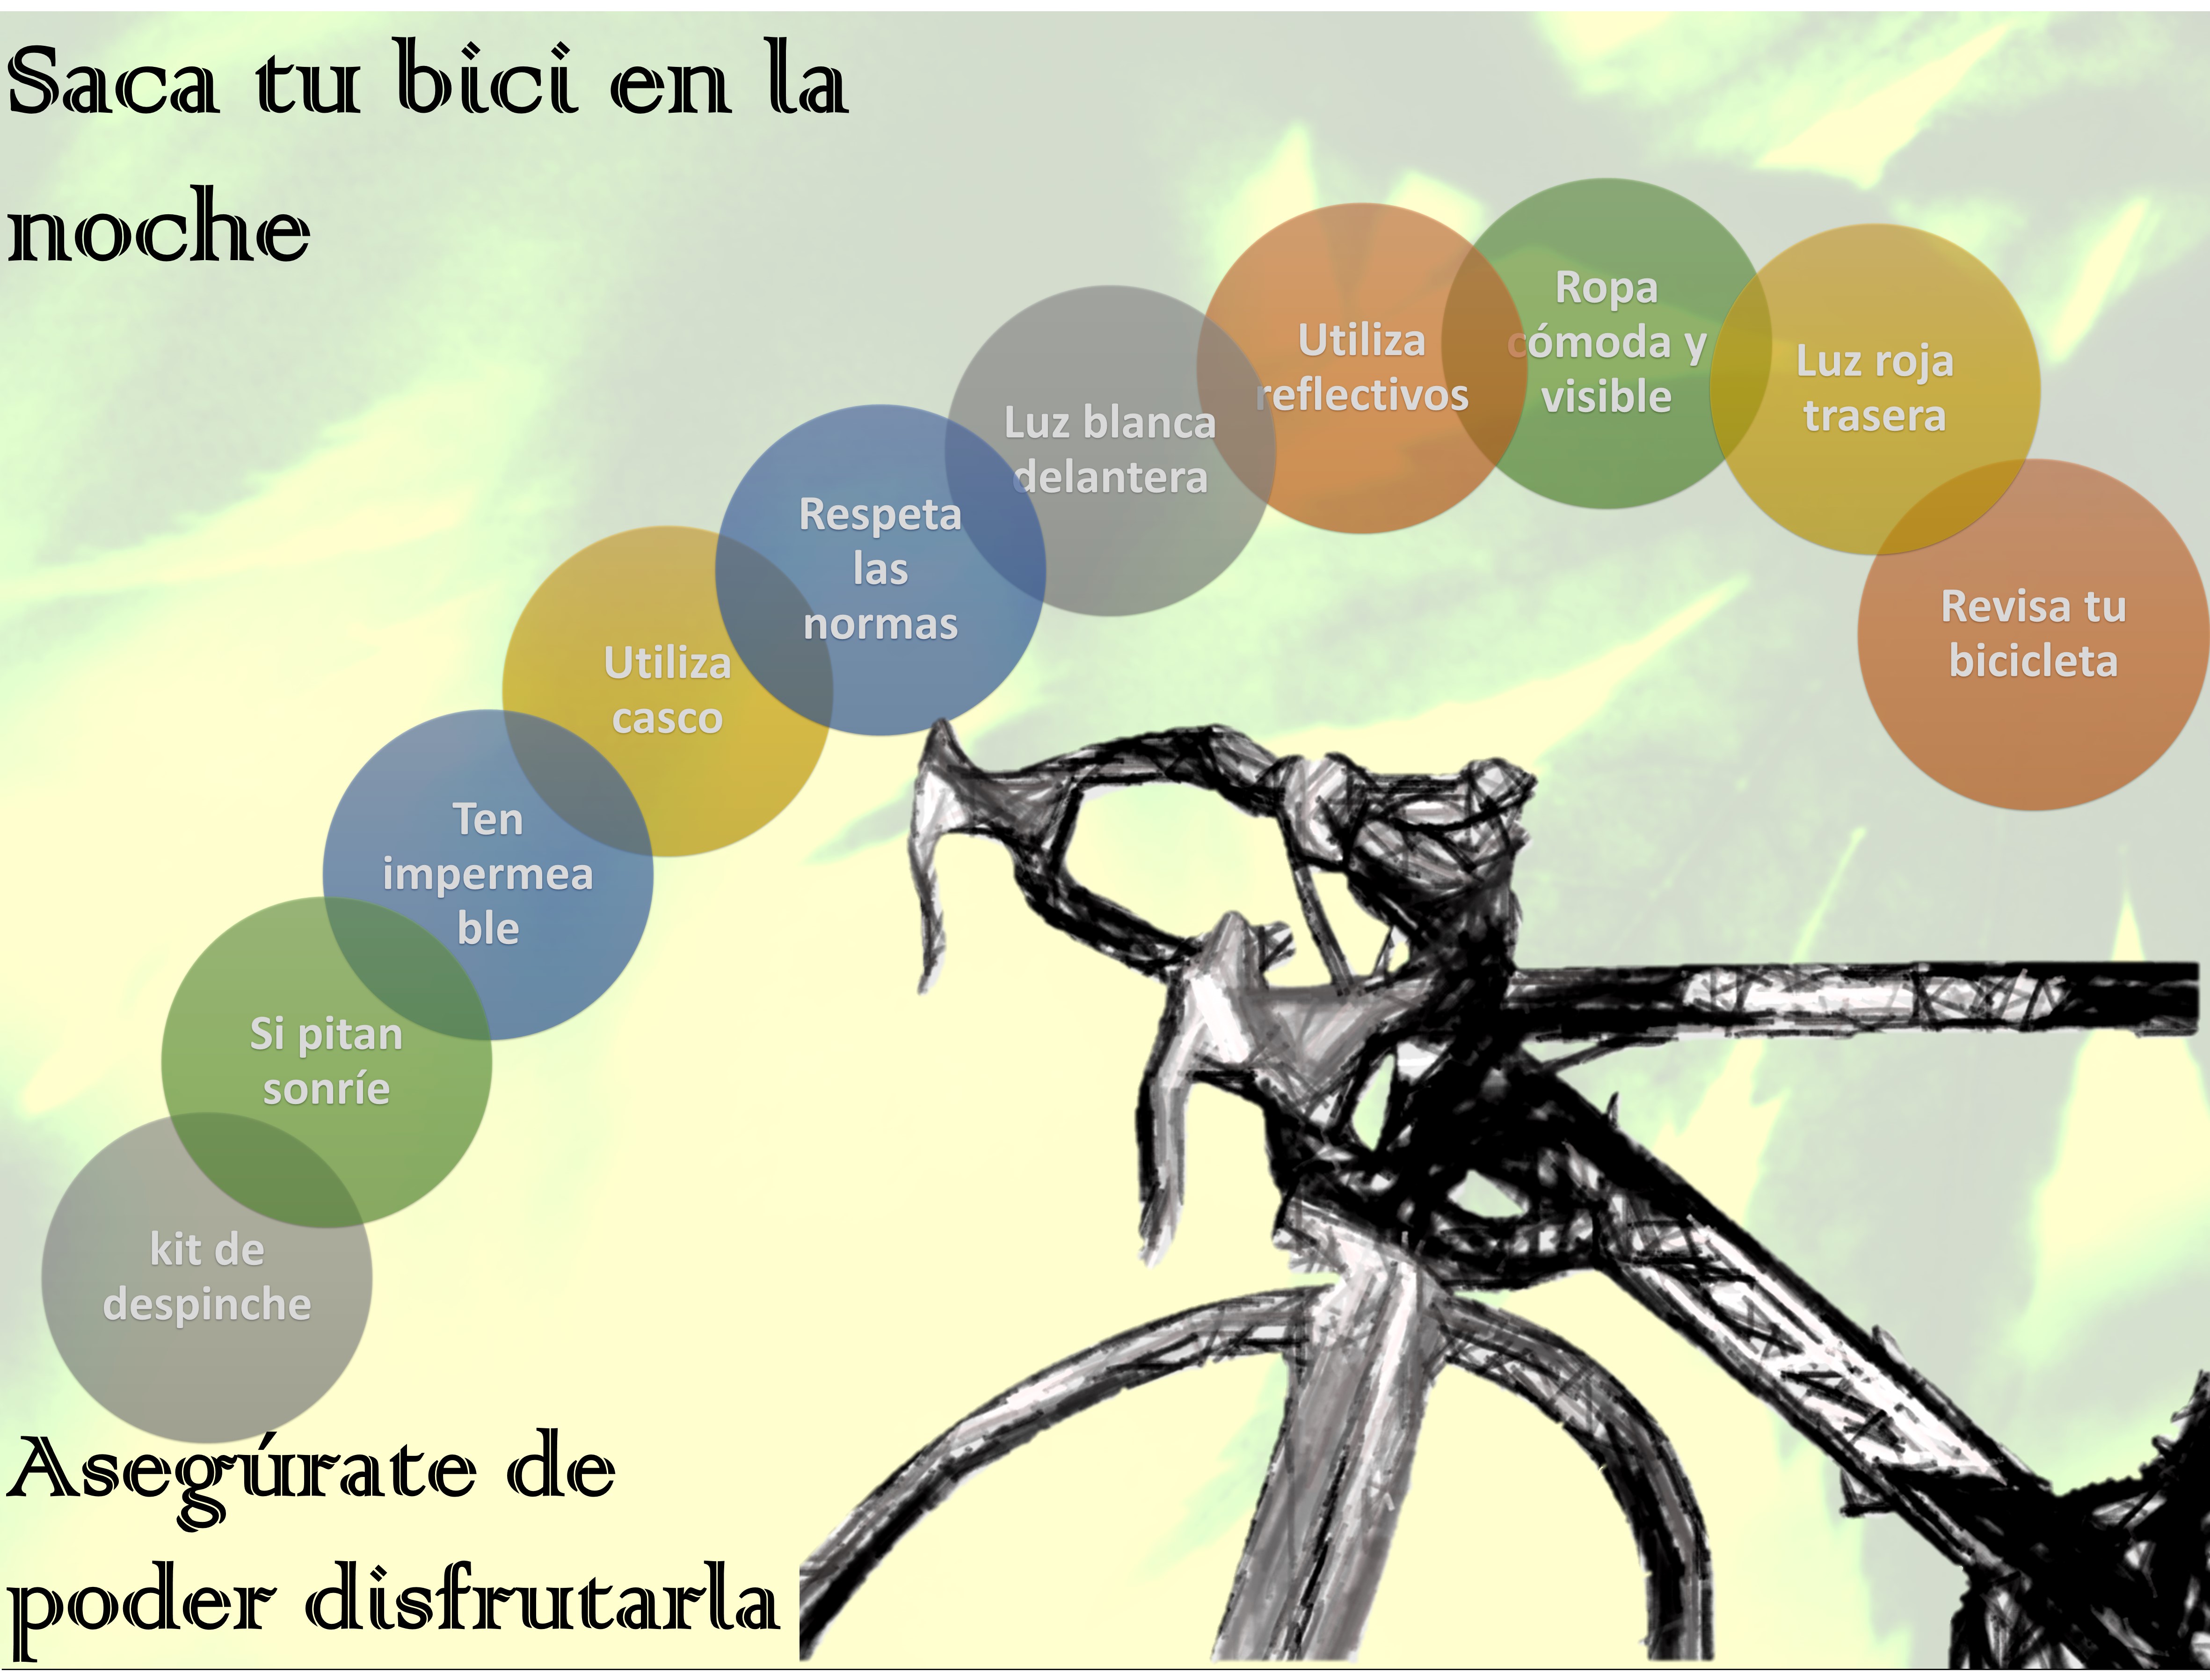 Saca tu bici en la
noche
kit de
despinche
Si pitan
sonríe
Ten
impermea
ble
Utiliza
casco
Respeta
las
normas
Luz blanca
delantera
Utiliza
reflectivos
Ropa
cómoda y
visible
Luz roja
trasera
Revisa tu
bicicleta
Asegúrate de
poder disfrutarla